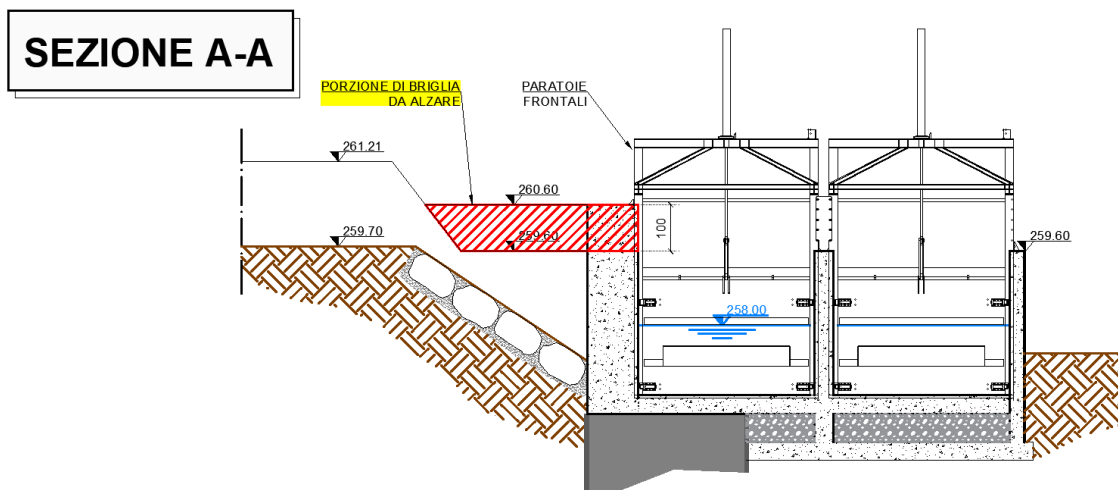 SEZIONE A-A
PORZIONE DI BRIGLIA
DA ALZARE
PARATOIE
FRONTALI
261.21
260.60
259.70
259.60
100
259.60
258.00